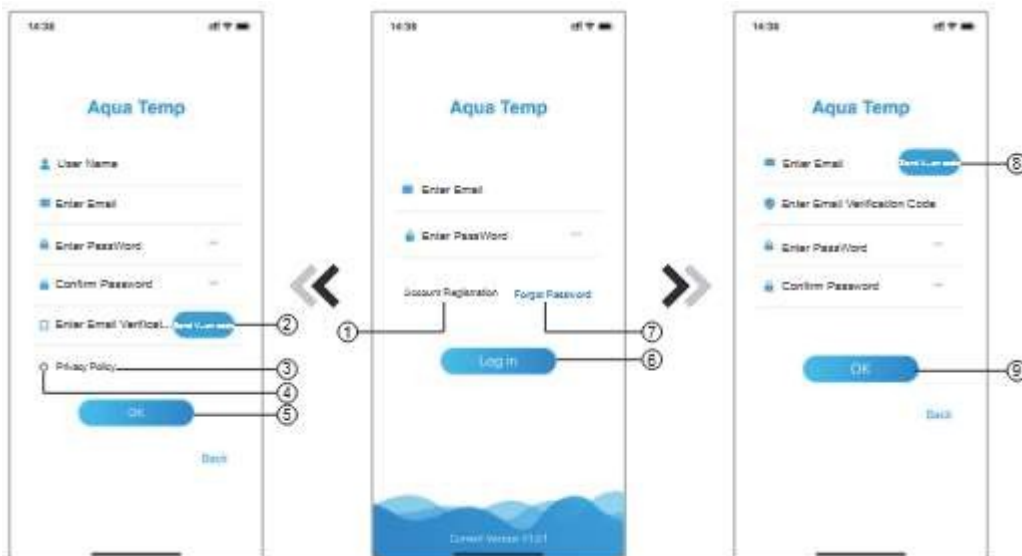 14:38
Aqua Temp
User Name
Enter Email
Enter PassWord
Confirm Password
Enter Email Verificat...
②
Privacy Policy
③
④
OK
⑤
Back
14:38
Aqua Temp
Enter Email
Enter PassWord
Account Registration
Forgot Password
①
⑦
Log in
⑥
Current Version
14:38
Aqua Temp
Enter Email
⑧
Enter Email Verification Code
Enter PassWord
Confirm Password
OK
⑨
Back